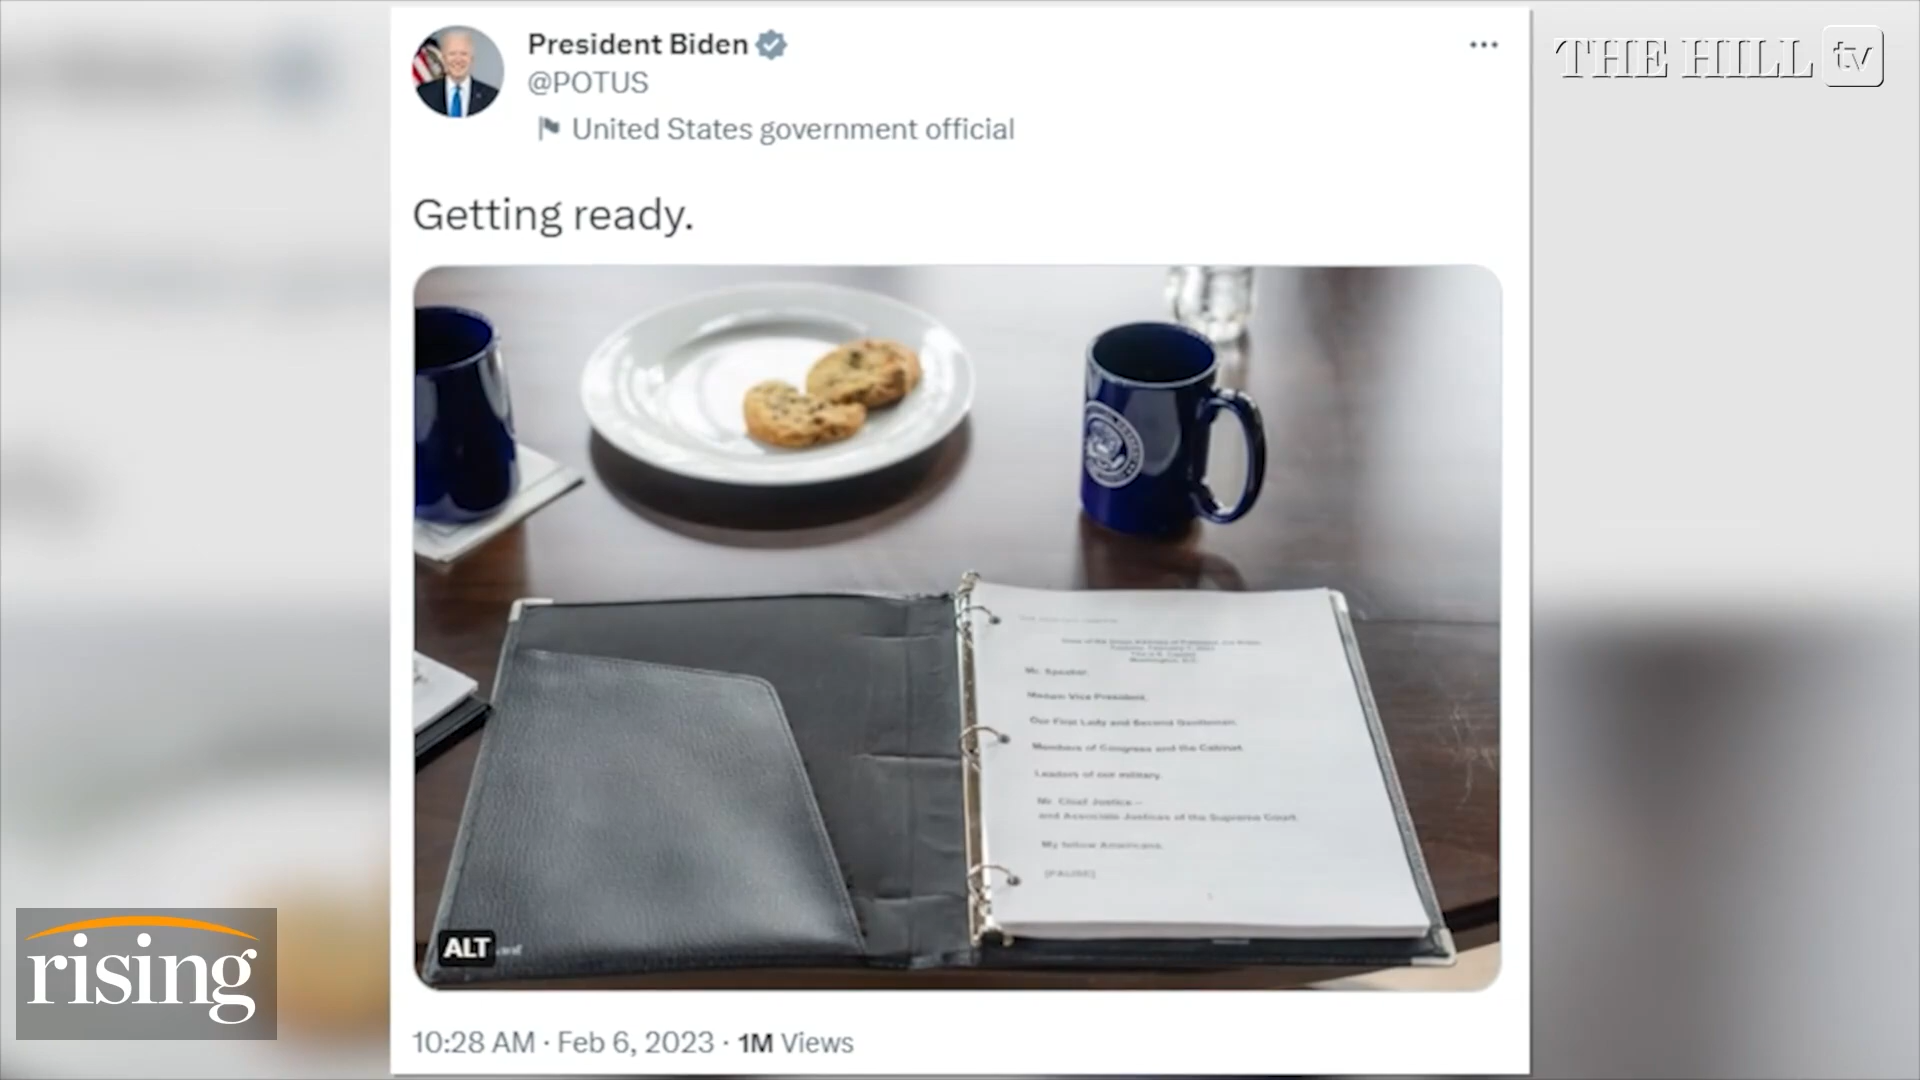 President Biden
@POTUS
United States government official
THE HILL tv
Getting ready.
Mr. Speaker.
Madam Vice President.
Our First Lady and Second Gentleman.
Members of Congress and the Cabinet.
Leaders of our military.
Mr. Chief Justice –
and Associate Justices of the Supreme Court.
My fellow Americans.
[PAUSE]
ALT
rising
10:28 AM · Feb 6, 2023 · 1M Views